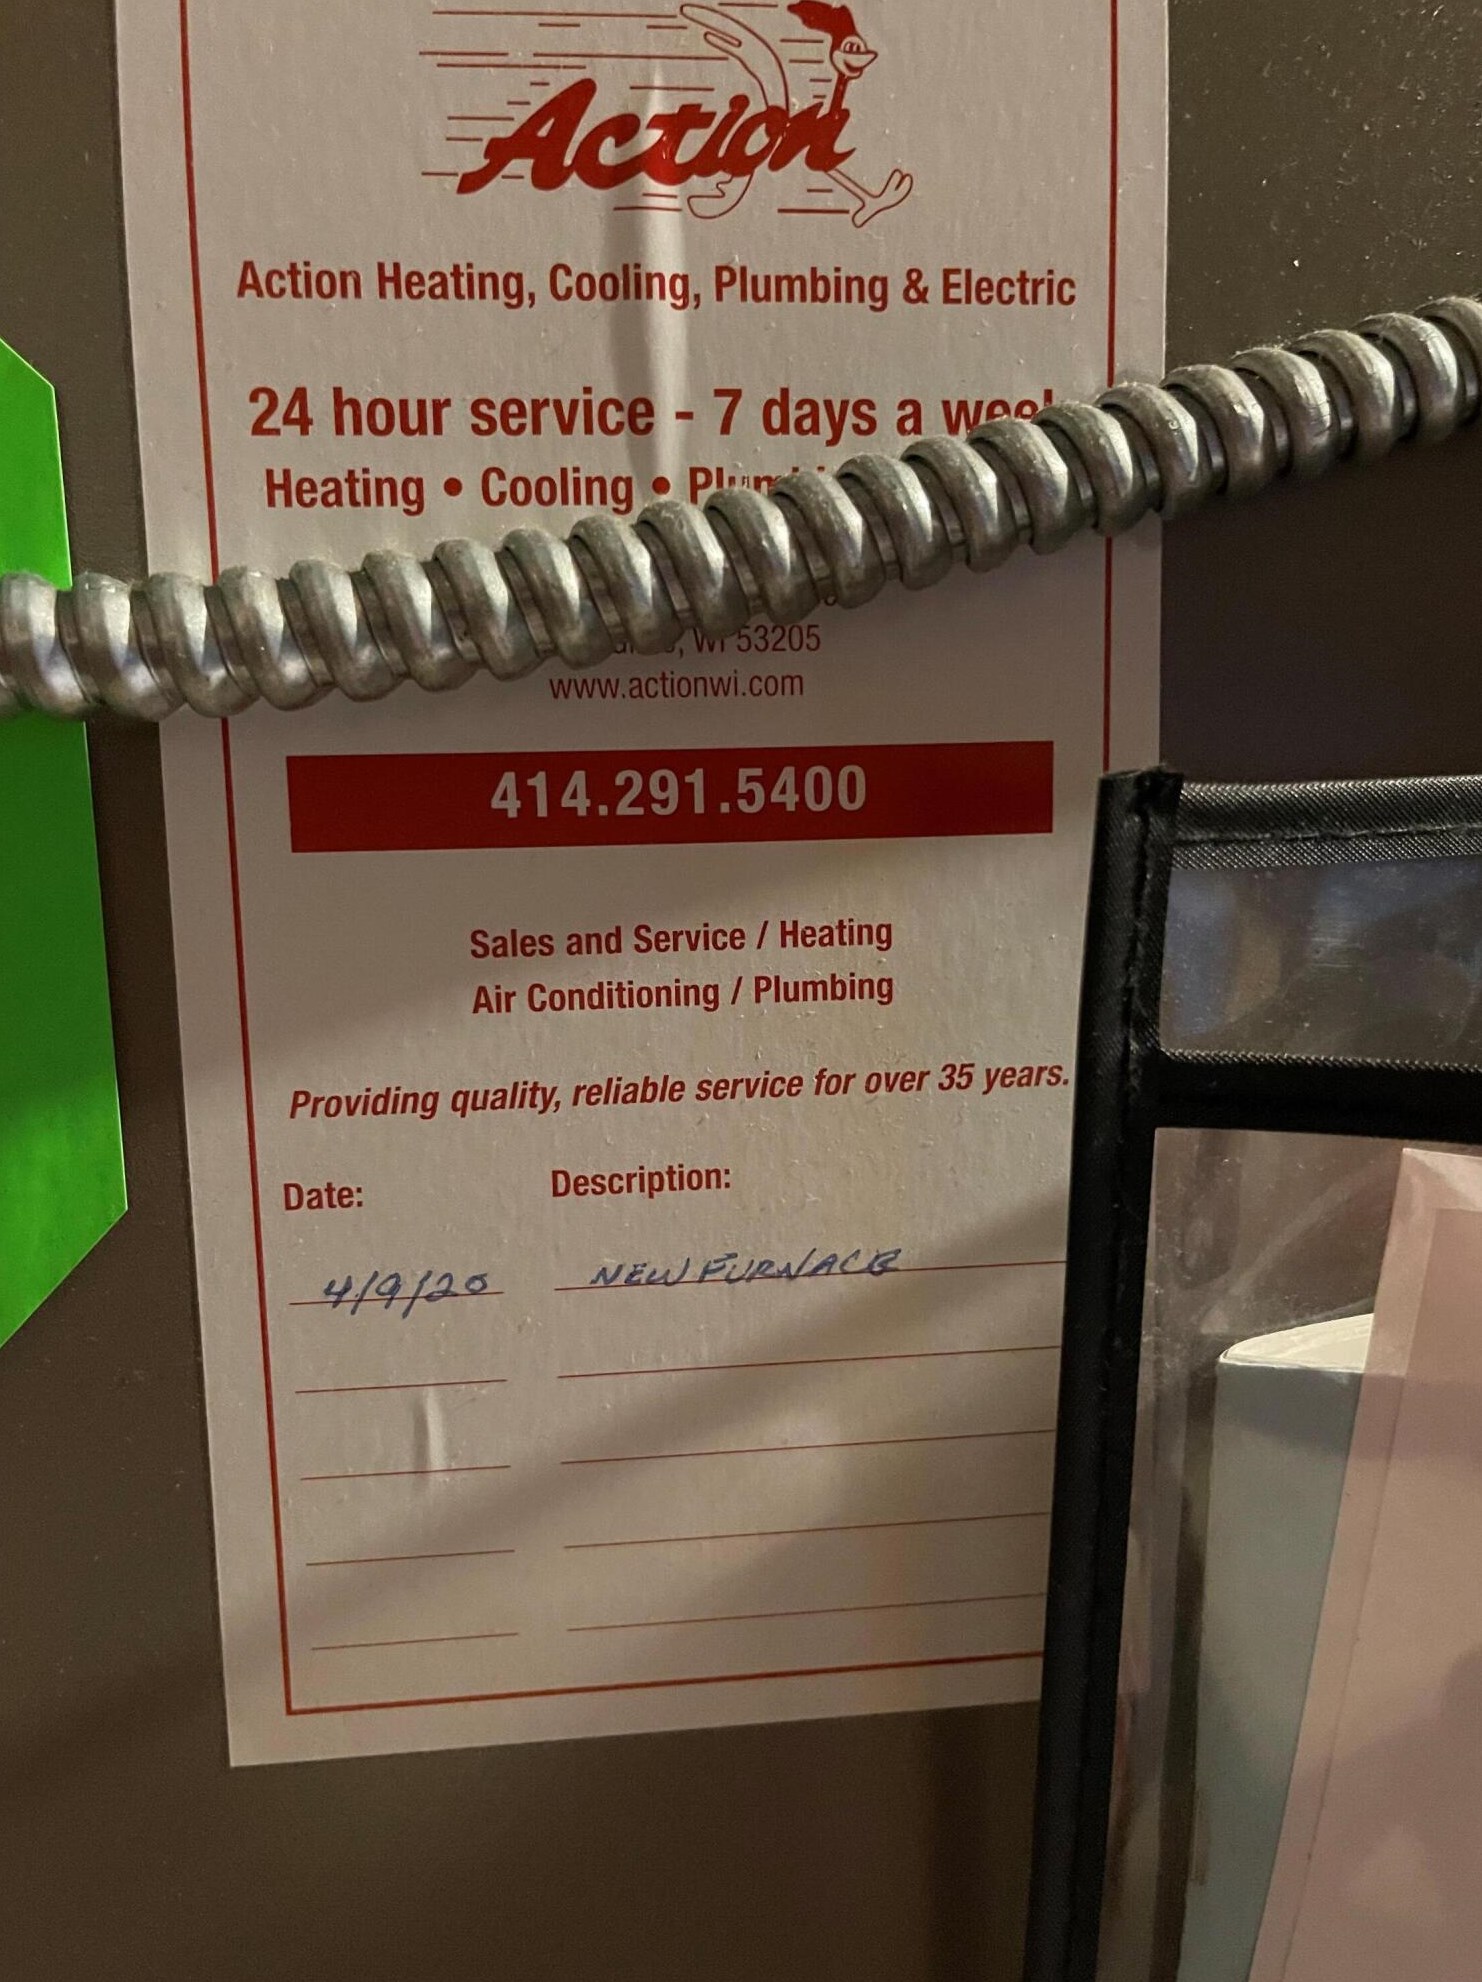 Action
Action Heating, Cooling, Plumbing & Electric
24 hour service - 7 days a
Heating • Cooling •
WI 53205
www.actionwi.com
414.291.5400
Sales and Service / Heating
Air Conditioning / Plumbing
Providing quality, reliable service for over 35 years.
Date: Description:
4/9/20 NEW FURNACE